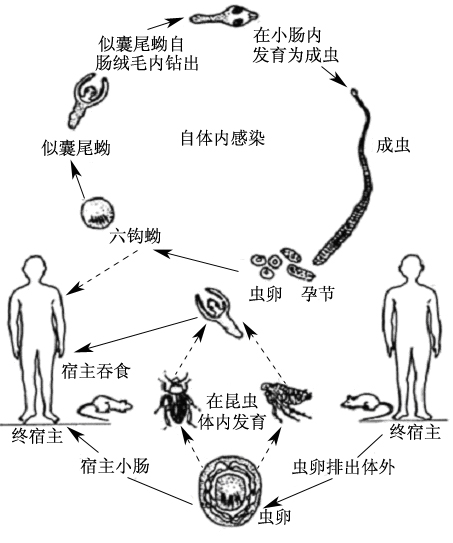 似囊尾蚴自
肠绒毛内钻出
在小肠内
发育为成虫
自体内感染
成虫
似囊尾蚴
六钩蚴
虫卵
孕节
宿主吞食
在昆虫
体内发育
终宿主
终宿主
宿主小肠
虫卵排出体外
虫卵